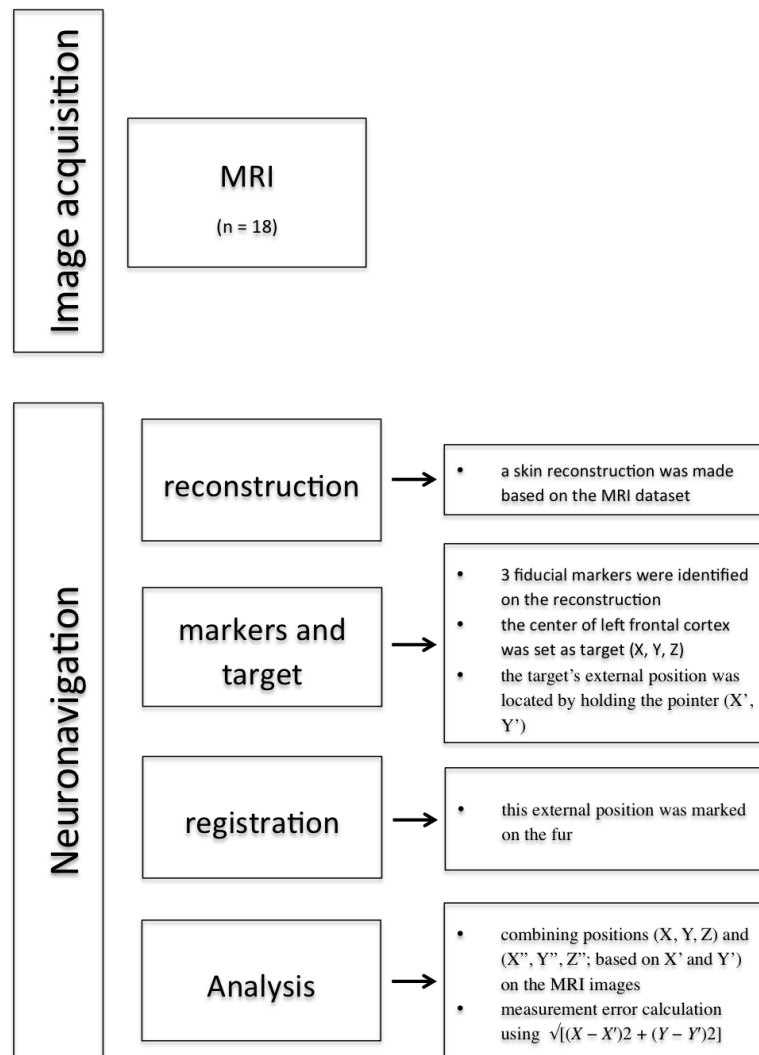 Image acquisition
MRI
(n = 18)
Neuronavigation
reconstruction
• a skin reconstruction was made
based on the MRI dataset
markers and
target
• 3 fiducial markers were identified
on the reconstruction
• the center of left frontal cortex
was set as target (X, Y, Z)
• the target’s external position was
located by holding the pointer (X’,
Y’)
registration
• this external position was marked
on the fur
Analysis
• combining positions (X, Y, Z) and
(X”, Y”, Z”; based on X’ and Y’)
on the MRI images
• measurement error calculation
using √[(X − X′)2 + (Y − Y′)2]